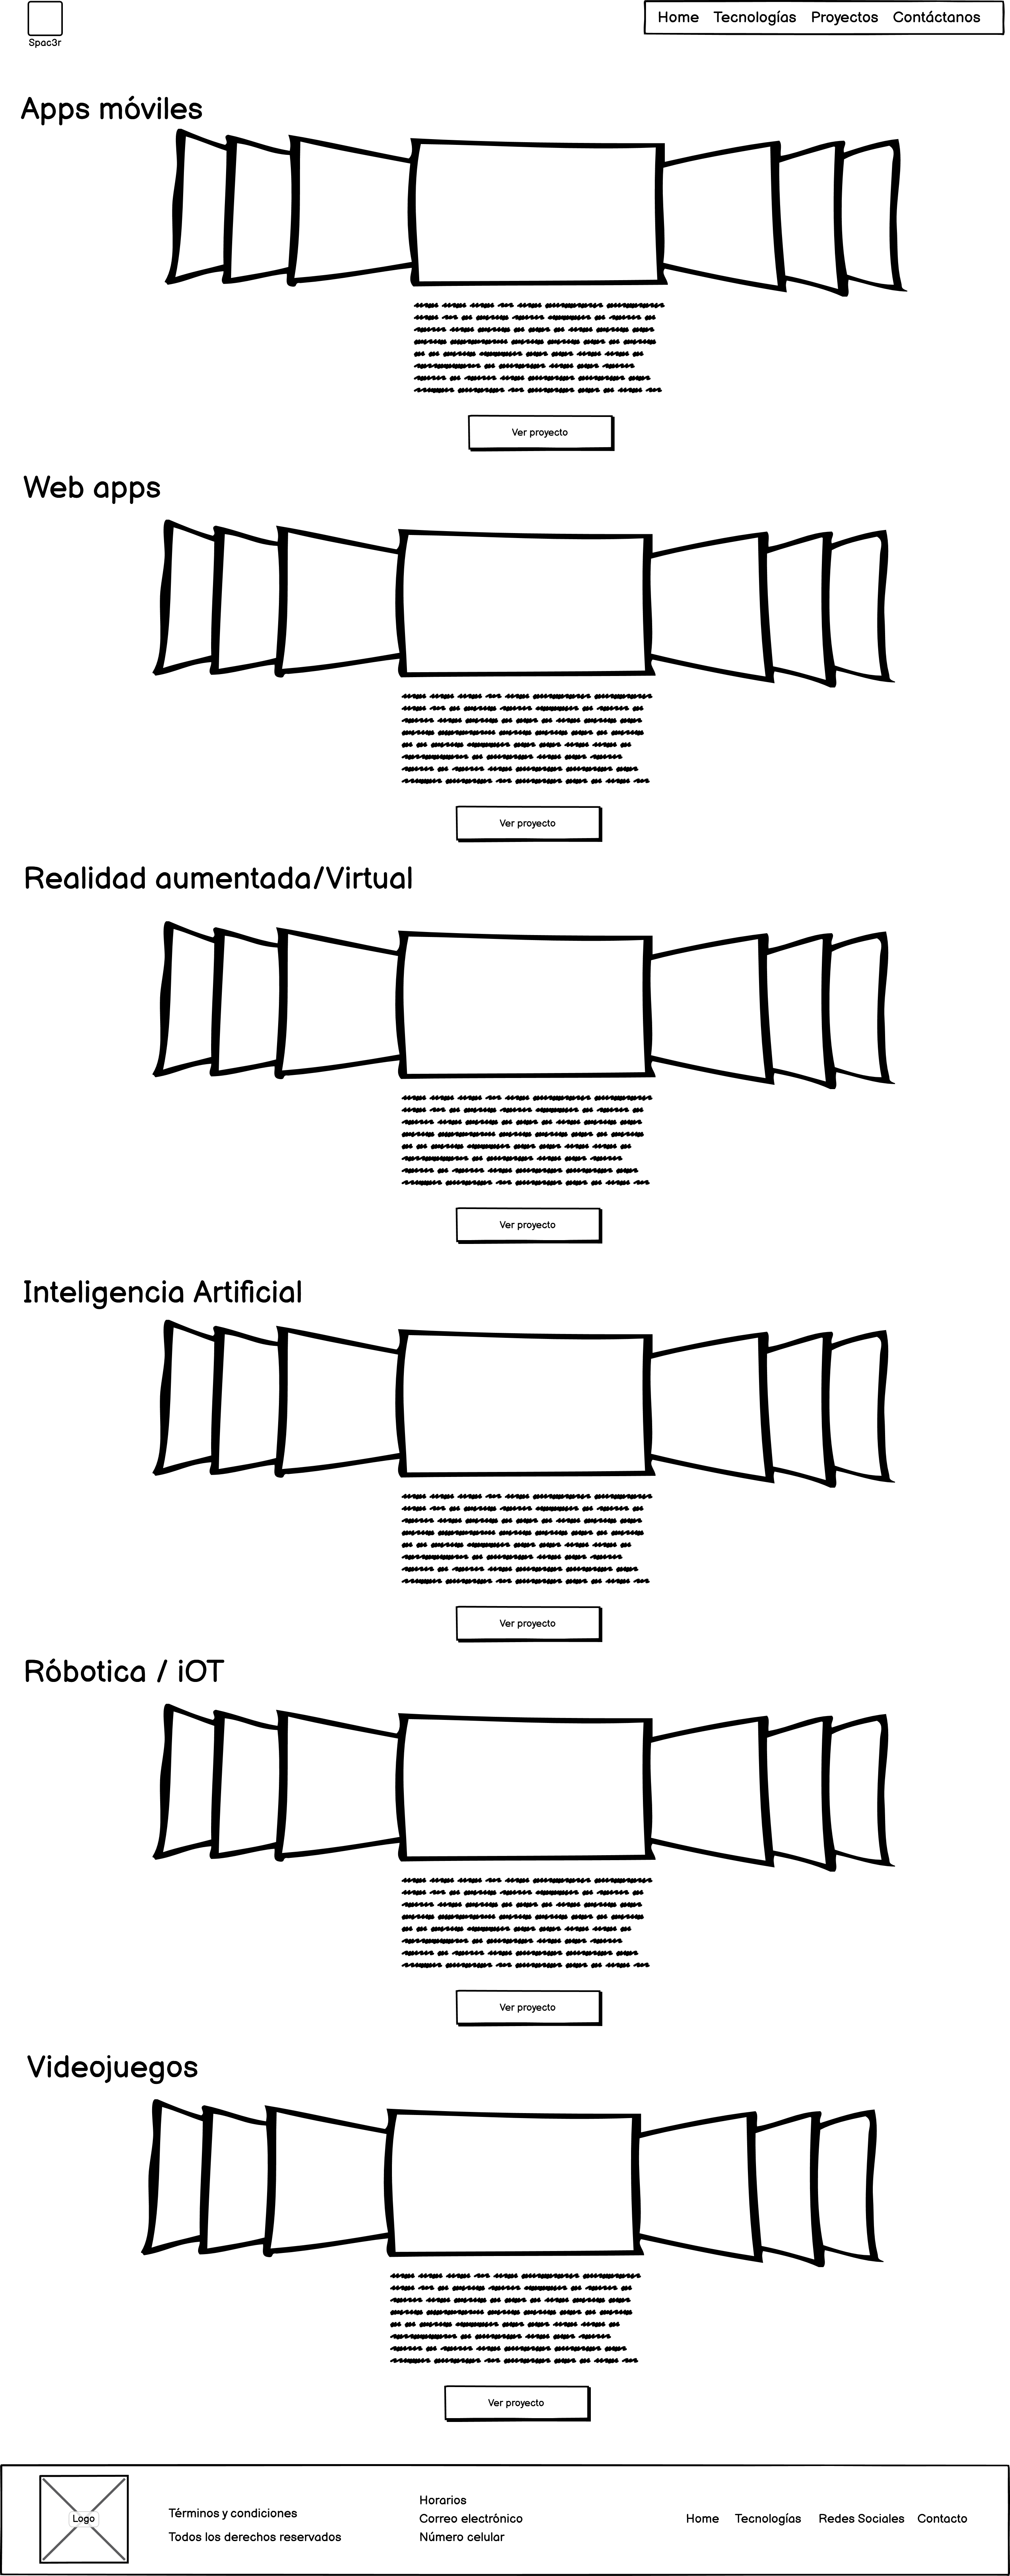 Spac3r
Home Tecnologías Proyectos Contáctanos
Apps móviles
Ver proyecto
Web apps
Ver proyecto
Realidad aumentada/Virtual
Ver proyecto
Inteligencia Artificial
Ver proyecto
Róbotica / iOT
Ver proyecto
Videojuegos
Ver proyecto
Logo
Términos y condiciones
Todos los derechos reservados
Horarios
Correo electrónico
Número celular
Home Tecnologías Redes Sociales Contacto